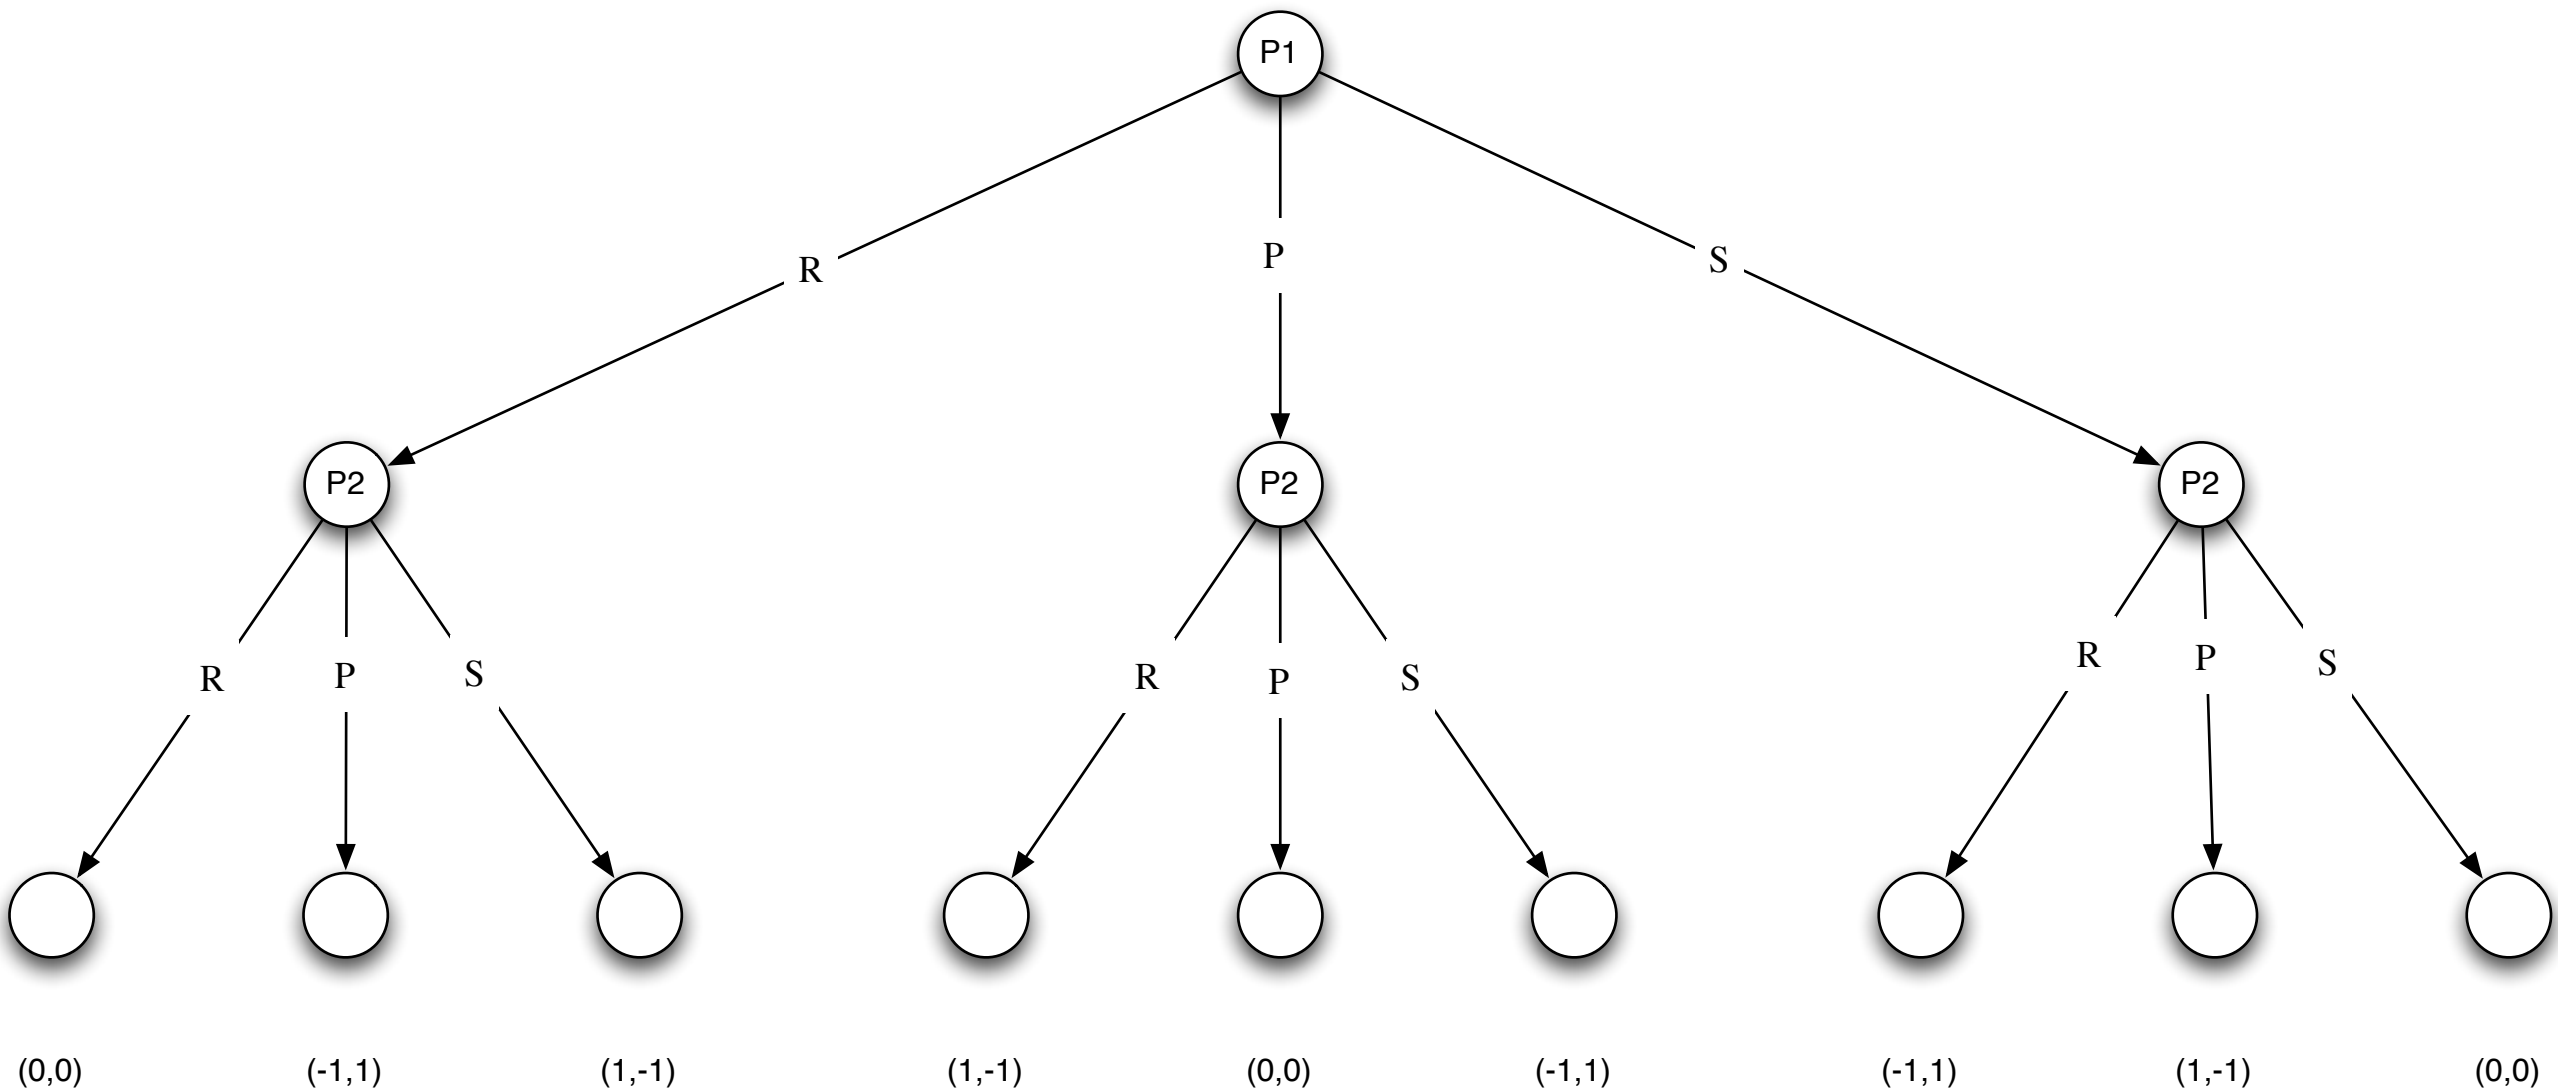 P1
R P S
P2 P2 P2
R P S R P S R P S
(0,0) (-1,1) (1,-1) (1,-1) (0,0) (-1,1) (-1,1) (1,-1) (0,0)